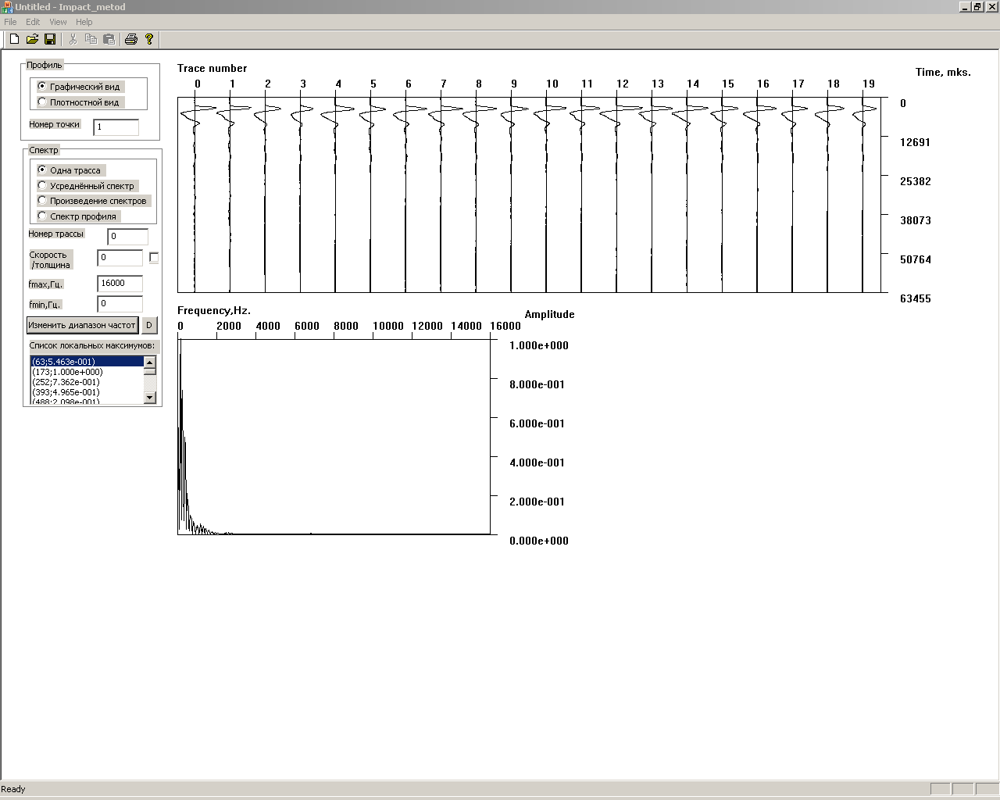 Untitled - Impact_metod
File Edit View Help
Профиль
Графический вид
Плотностной вид
Номер точки 1
Спектр
Одна трасса
Усреднённый спектр
Произведение спектров
Спектр профиля
Номер трассы 0
Скорость
/толщина 0
fmax,Гц. 16000
fmin,Гц. 0
Изменить диапазон частот D
Список локальных максимумов:
(63;5.463e-001)
(173;1.000e+000)
(252;7.362e-001)
(393;4.965e-001)
(488;2.098e-001)
Trace number
0 1 2 3 4 5 6 7 8 9 10 11 12 13 14 15 16 17 18 19
Time, mks.
0
12691
25382
38073
50764
63455
Frequency,Hz.
0 2000 4000 6000 8000 10000 12000 14000 16000
Amplitude
1.000e+000
8.000e-001
6.000e-001
4.000e-001
2.000e-001
0.000e+000
Ready